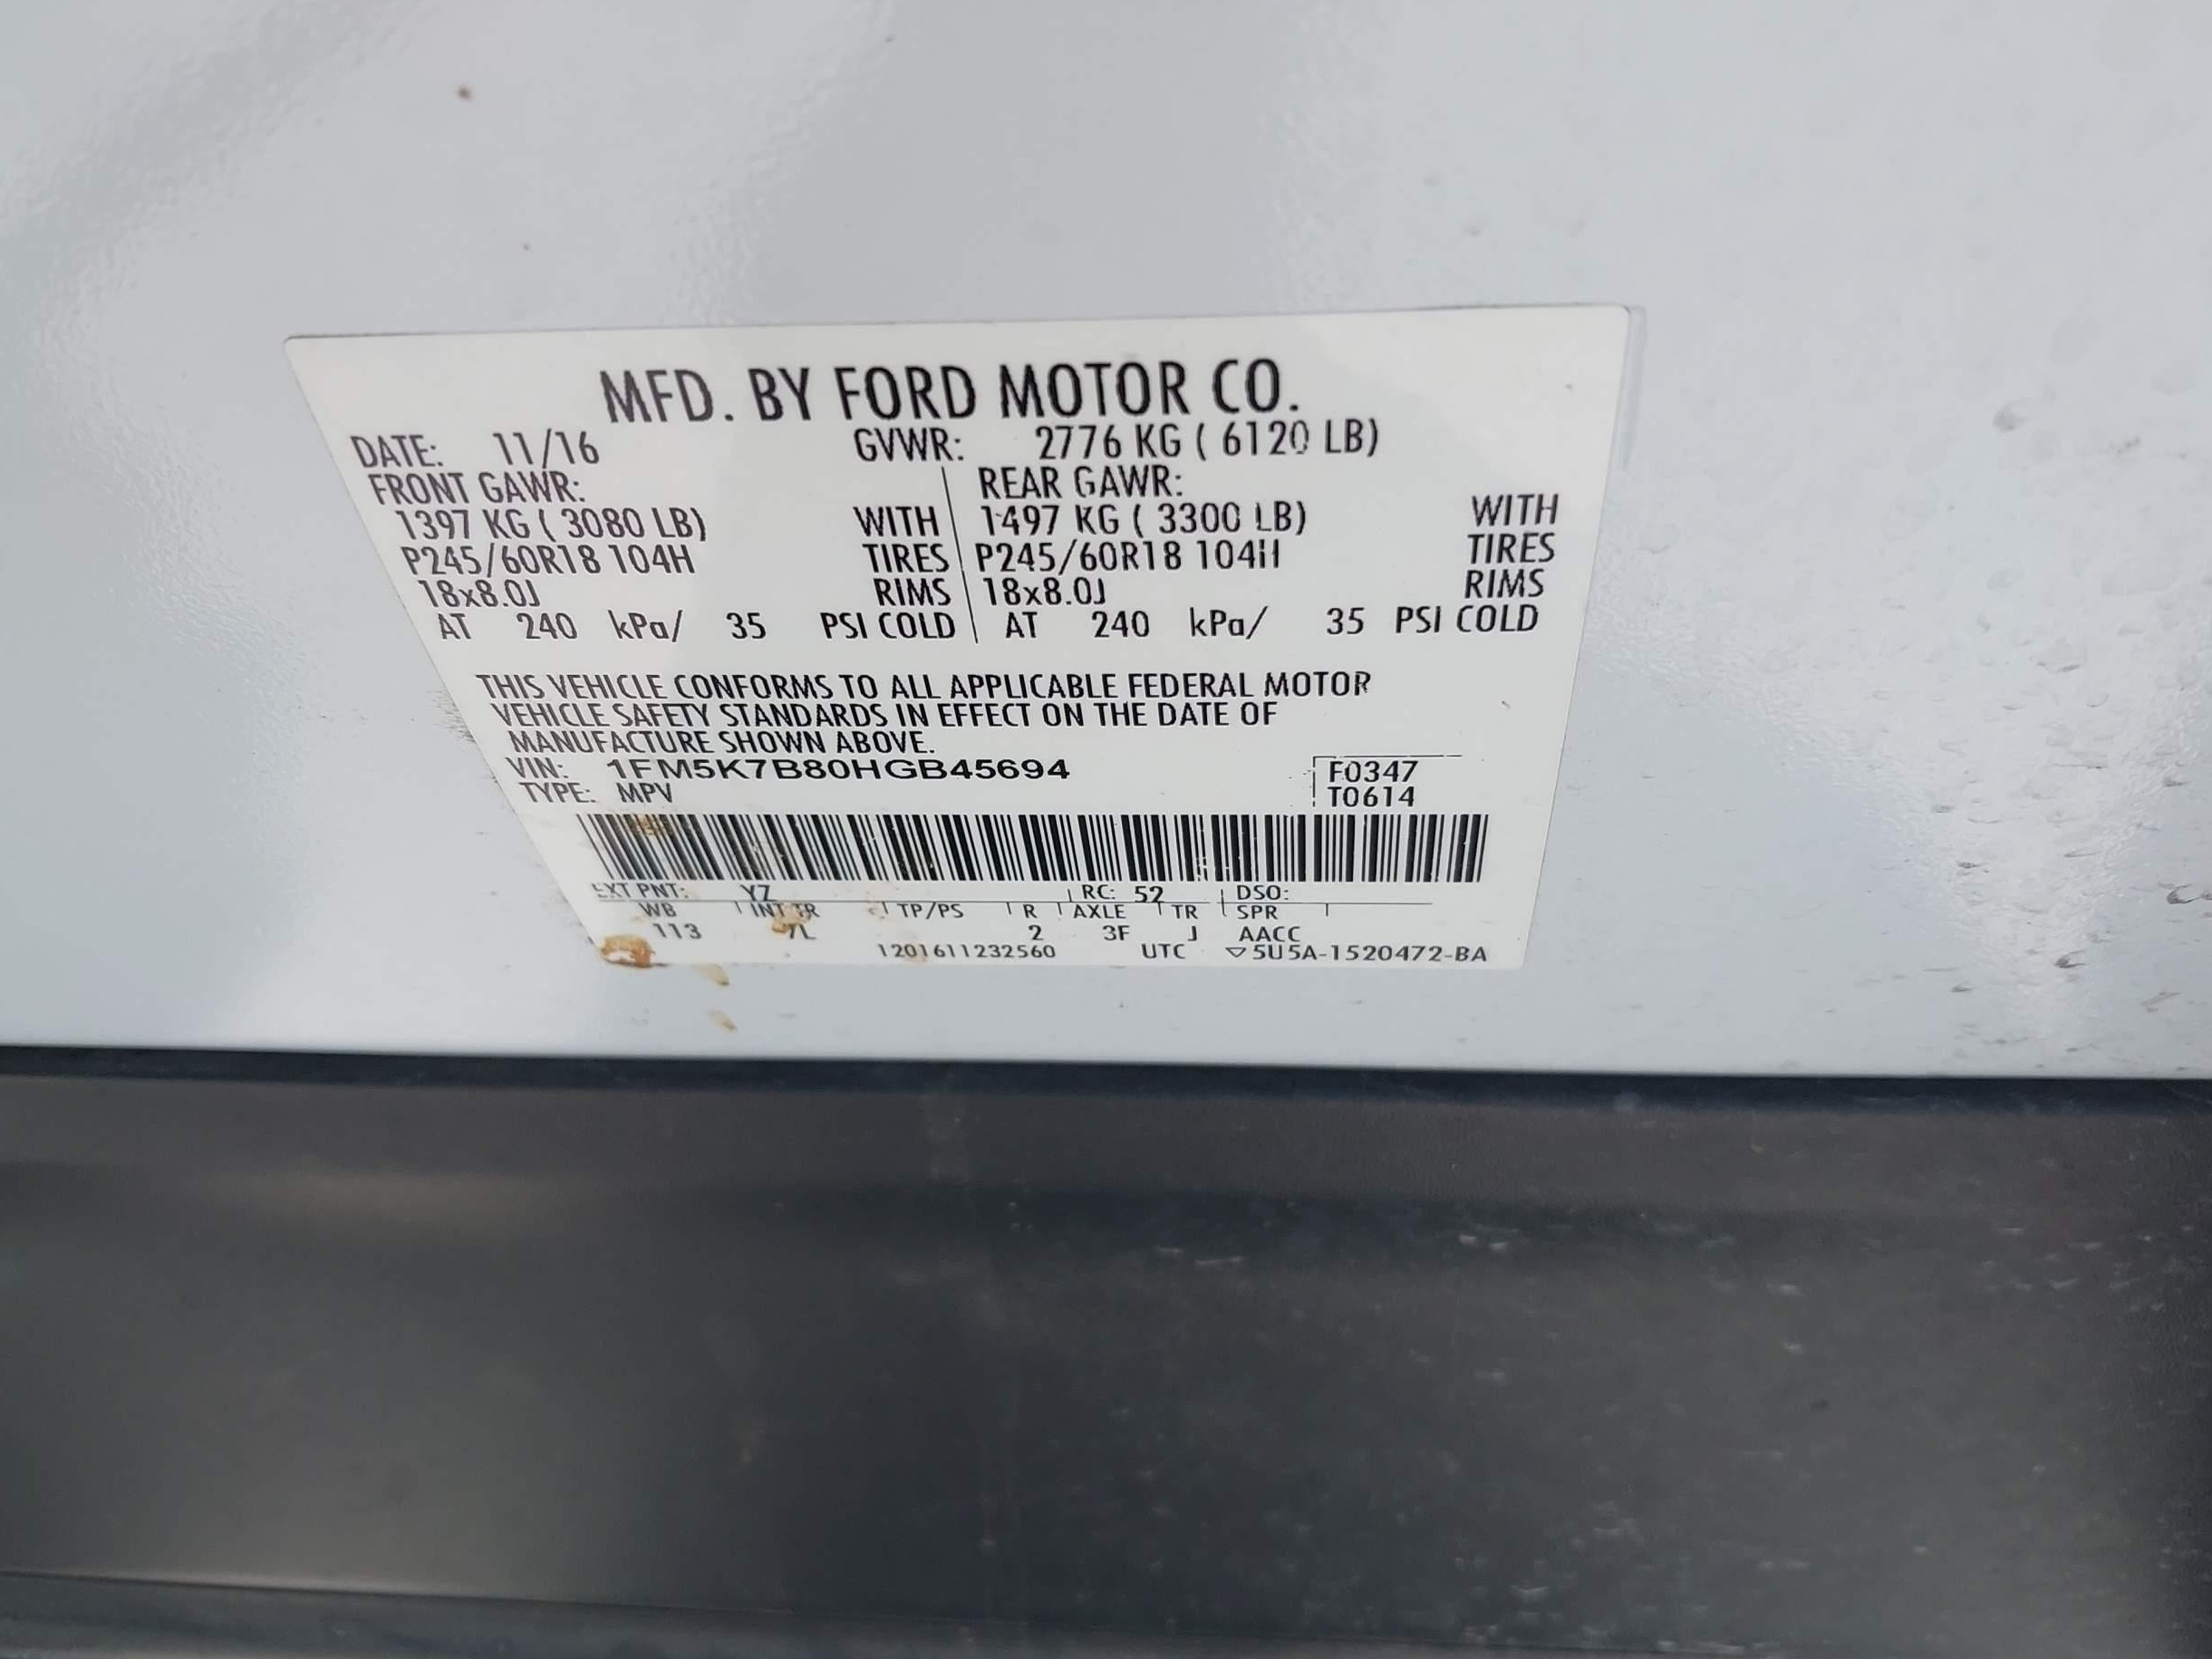 MFD. BY FORD MOTOR CO.
DATE: 11/16 GVWR: 2776 KG ( 6120 LB)
FRONT GAWR: REAR GAWR:
1397 KG ( 3080 LB) WITH 1497 KG ( 3300 LB) WITH
P245/60R18 104H TIRES P245/60R18 104H TIRES
18x8.0J RIMS 18x8.0J RIMS
AT 240 kPa/ 35 PSI COLD AT 240 kPa/ 35 PSI COLD
THIS VEHICLE CONFORMS TO ALL APPLICABLE FEDERAL MOTOR
VEHICLE SAFETY STANDARDS IN EFFECT ON THE DATE OF
MANUFACTURE SHOWN ABOVE.
VIN: 1FM5K7B80HGB45694 F0347
TYPE: MPV T0614
EXT PNT: YZ RC: 52 DSO:
WB INT TR TP/PS R AXLE TR SPR
113 2 3F J AACC
1201611232560 UTC ▽5U5A-1520472-BA